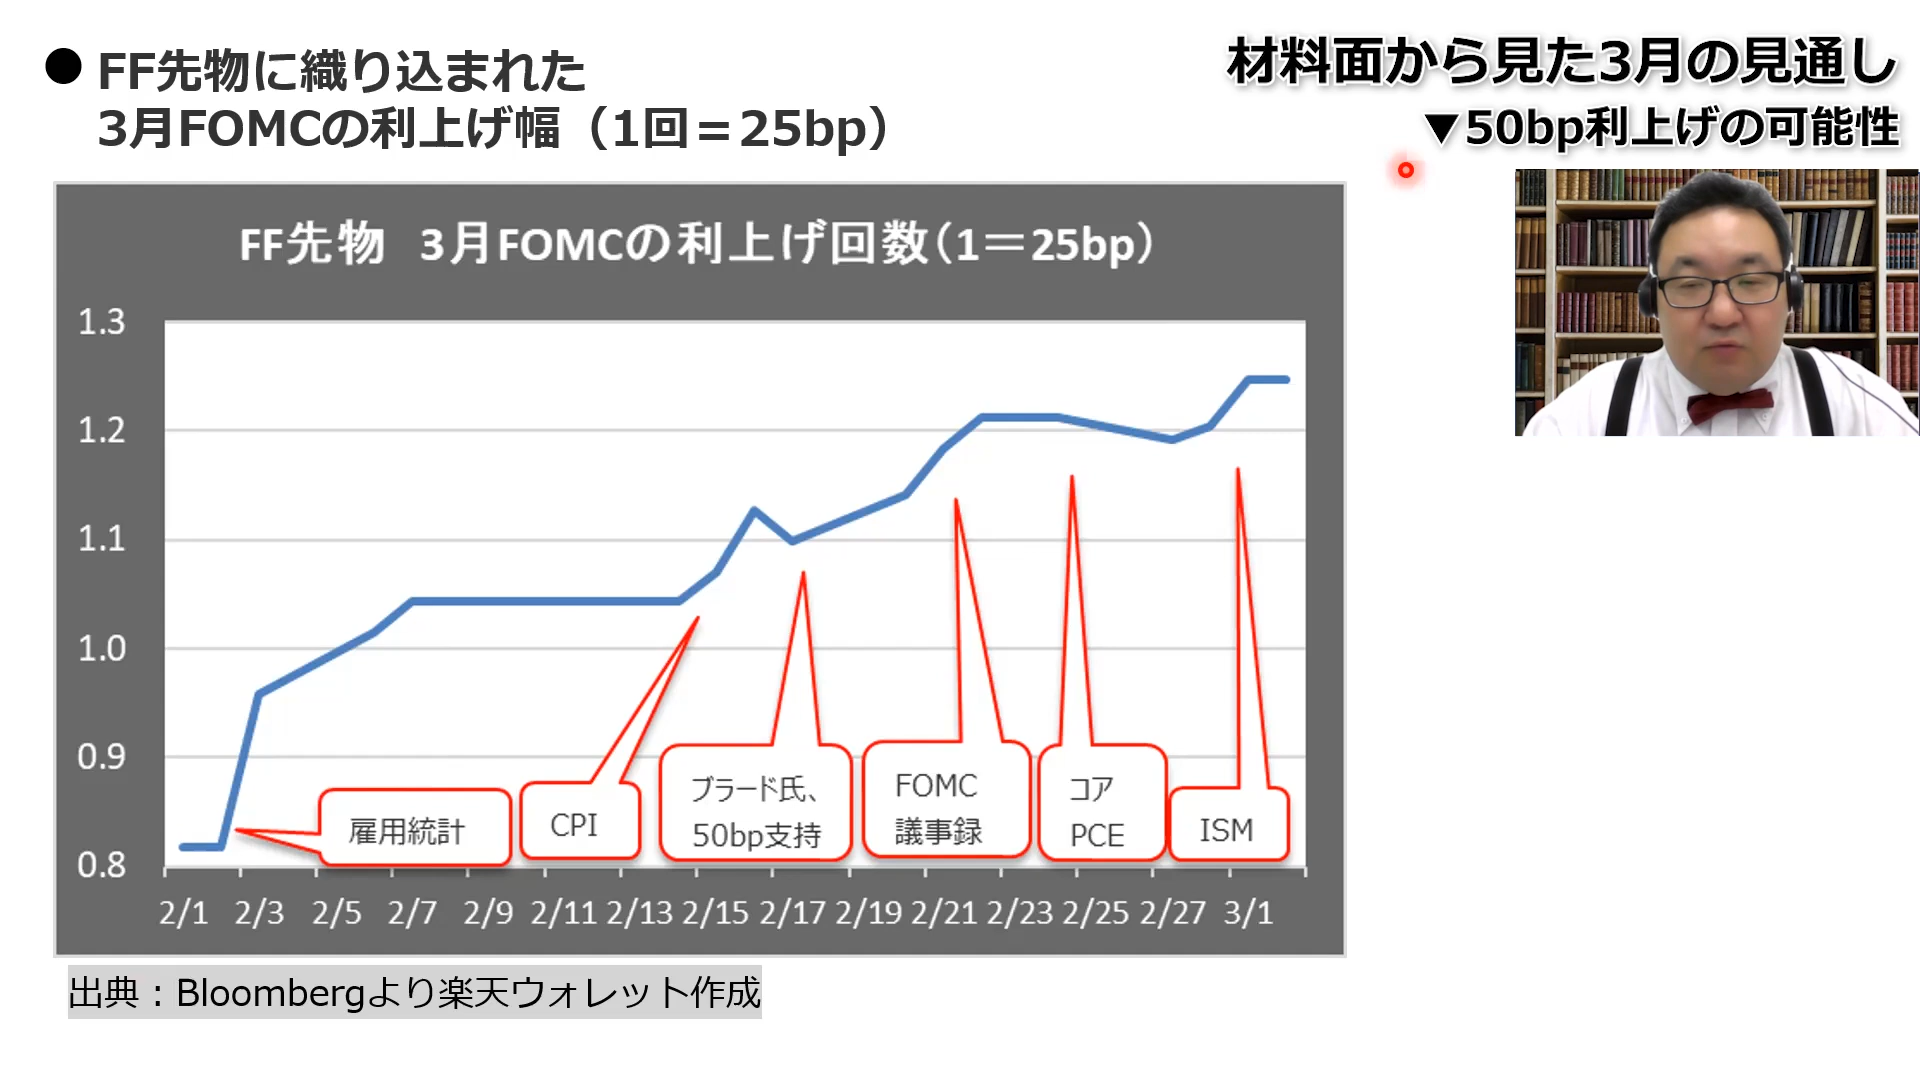 ● FF先物に織り込まれた
3月FOMCの利上げ幅（1回＝25bp）
材料面から見た3月の見通し
▼50bp利上げの可能性
FF先物　3月FOMCの利上げ回数（1＝25bp）
1.3
1.2
1.1
1.0
0.9
0.8
雇用統計
CPI
ブラード氏、
50bp支持
FOMC
議事録
コア
PCE
ISM
2/1 2/3 2/5 2/7 2/9 2/11 2/13 2/15 2/17 2/19 2/21 2/23 2/25 2/27 3/1
出典：Bloombergより楽天ウォレット作成